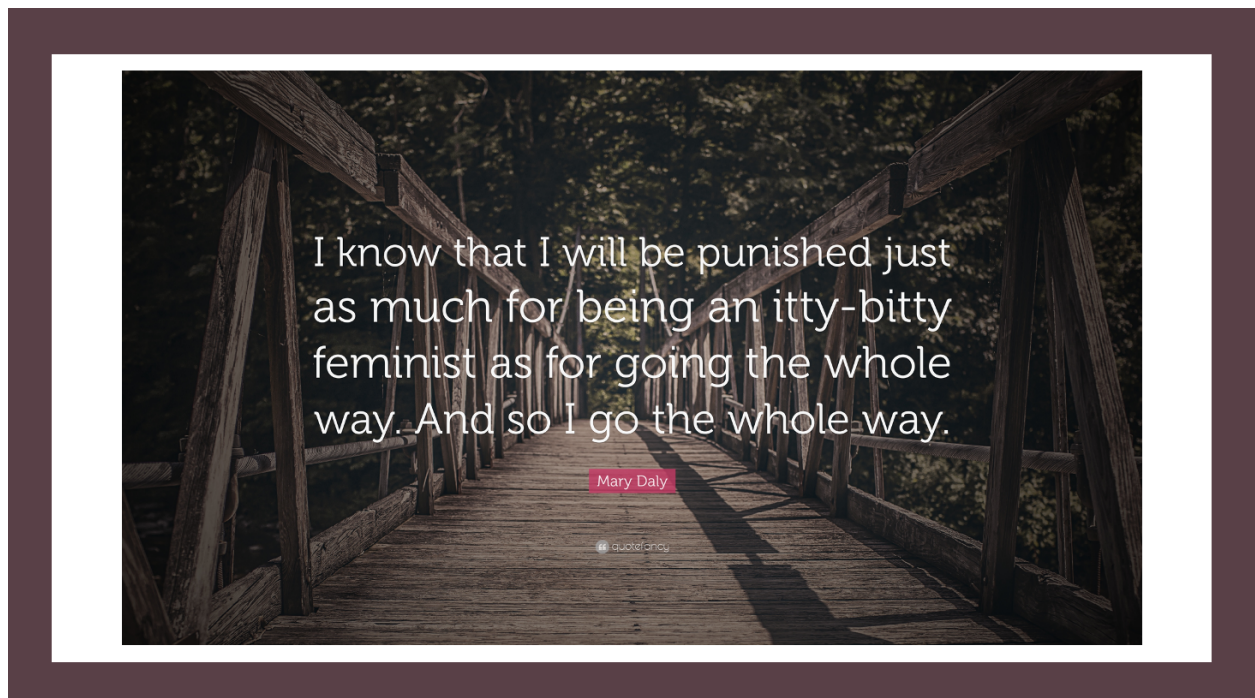 I know that I will be punished just
as much for being an itty-bitty
feminist as for going the whole
way. And so I go the whole way.
Mary Daly
quotefancy